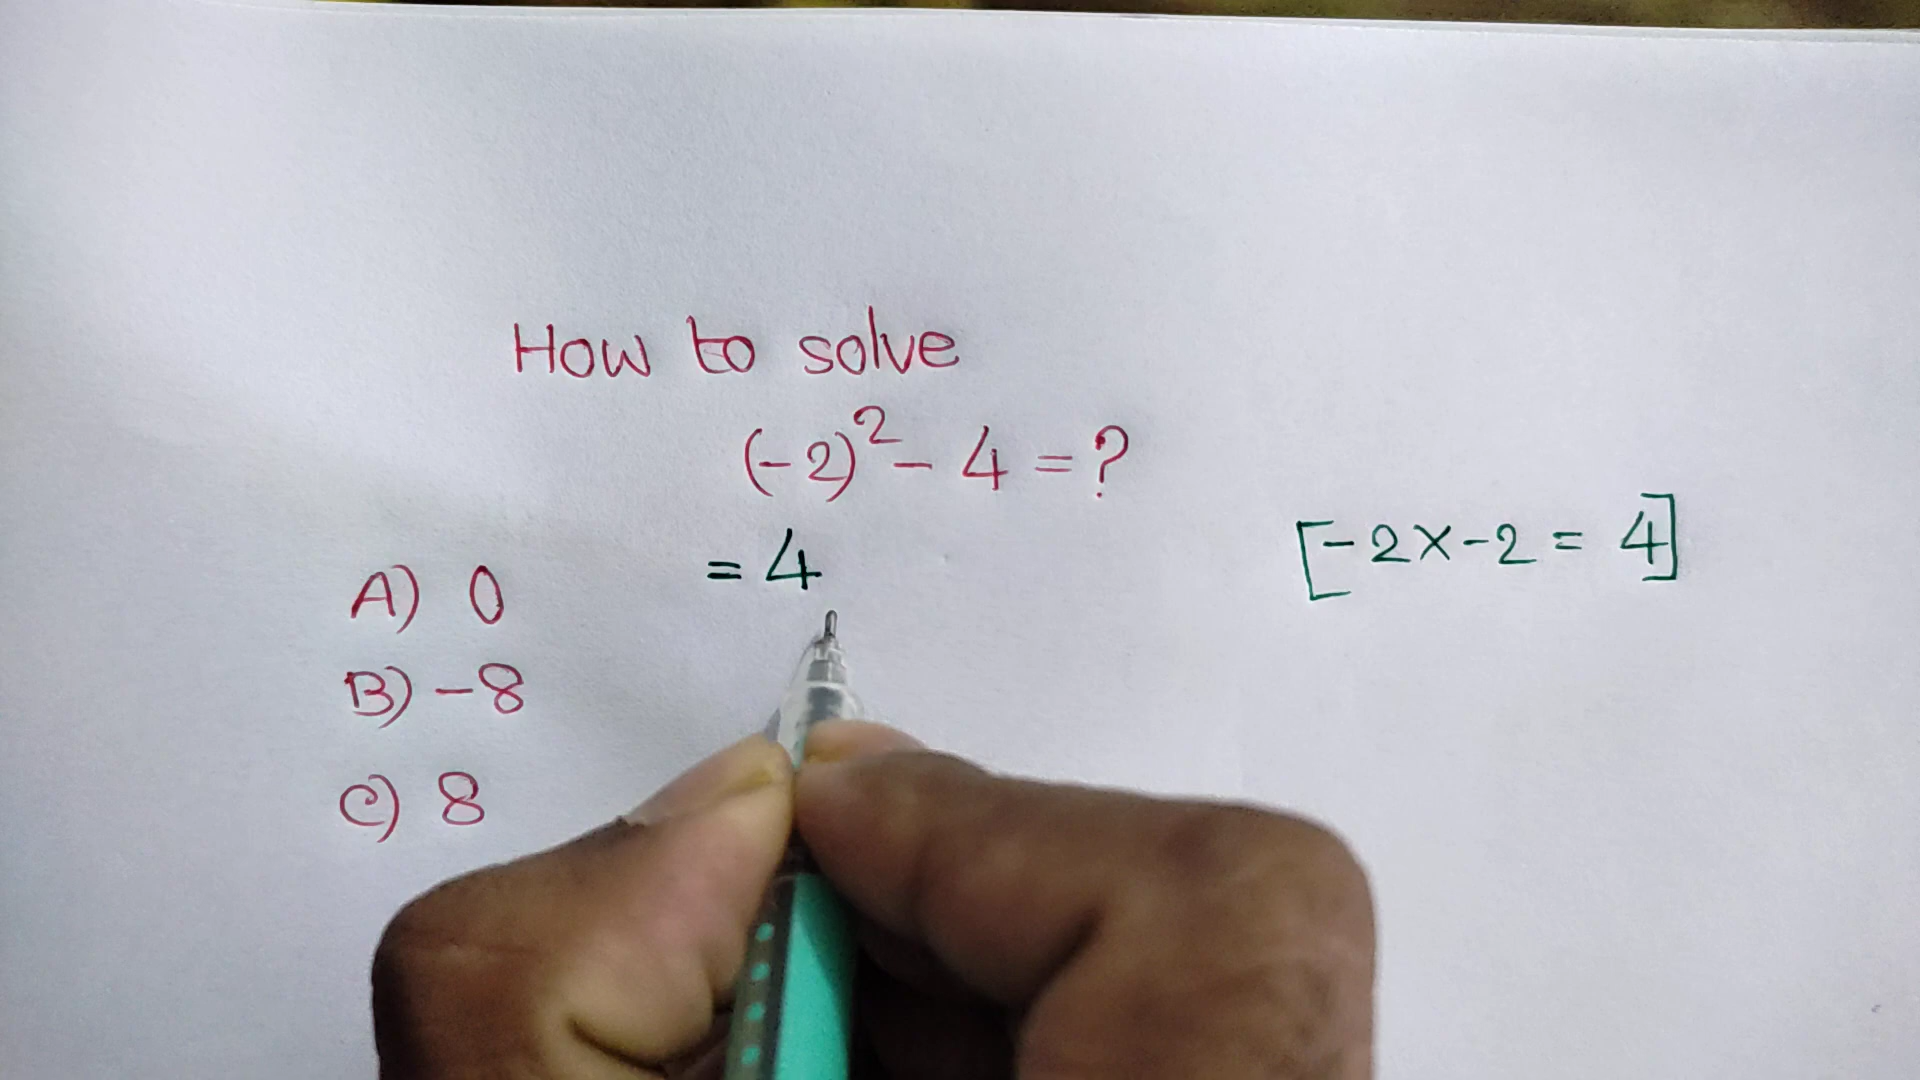 How to solve
(-2)² - 4 = ?
= 4
[-2×-2 = 4]
A) 0
B) -8
C) 8